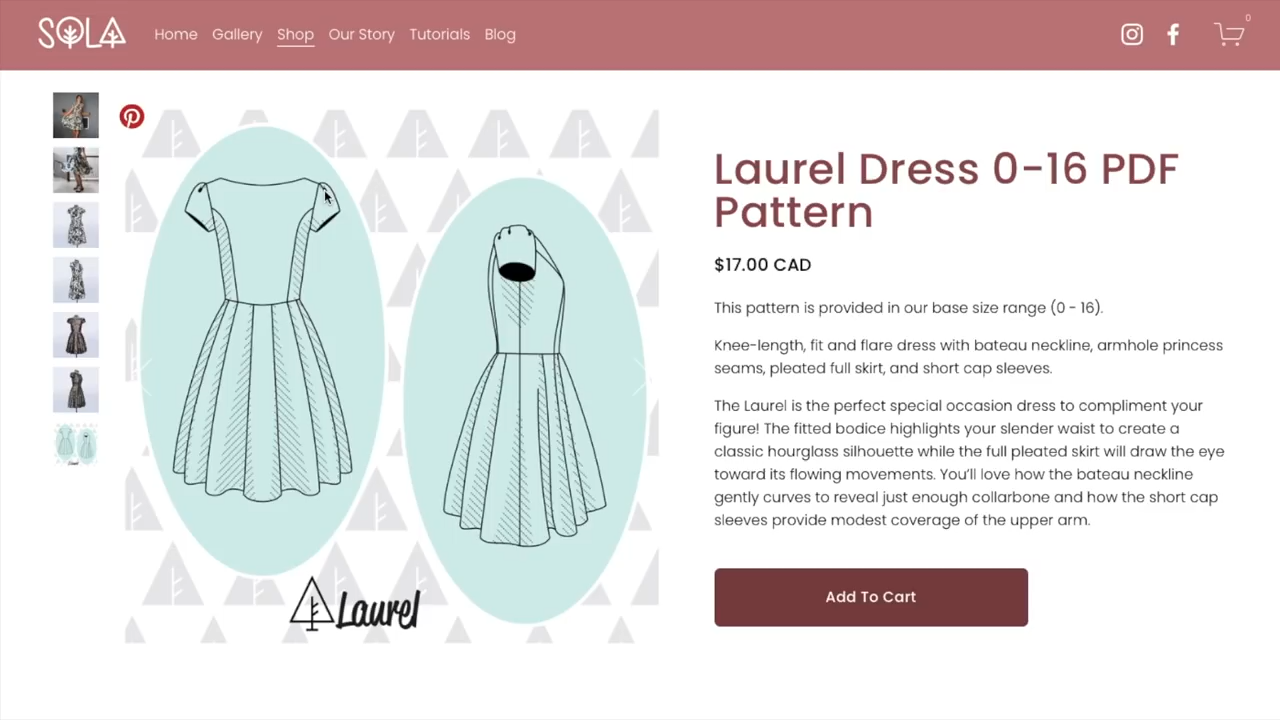 SOLA
Home Gallery Shop Our Story Tutorials Blog
0
Laurel Dress 0-16 PDF
Pattern
$17.00 CAD
This pattern is provided in our base size range (0 - 16).
Knee-length, fit and flare dress with bateau neckline, armhole princess
seams, pleated full skirt, and short cap sleeves.
The Laurel is the perfect special occasion dress to compliment your
figure! The fitted bodice highlights your slender waist to create a
classic hourglass silhouette while the full pleated skirt will draw the eye
toward its flowing movements. You’ll love how the bateau neckline
gently curves to reveal just enough collarbone and how the short cap
sleeves provide modest coverage of the upper arm.
Add To Cart
Laurel